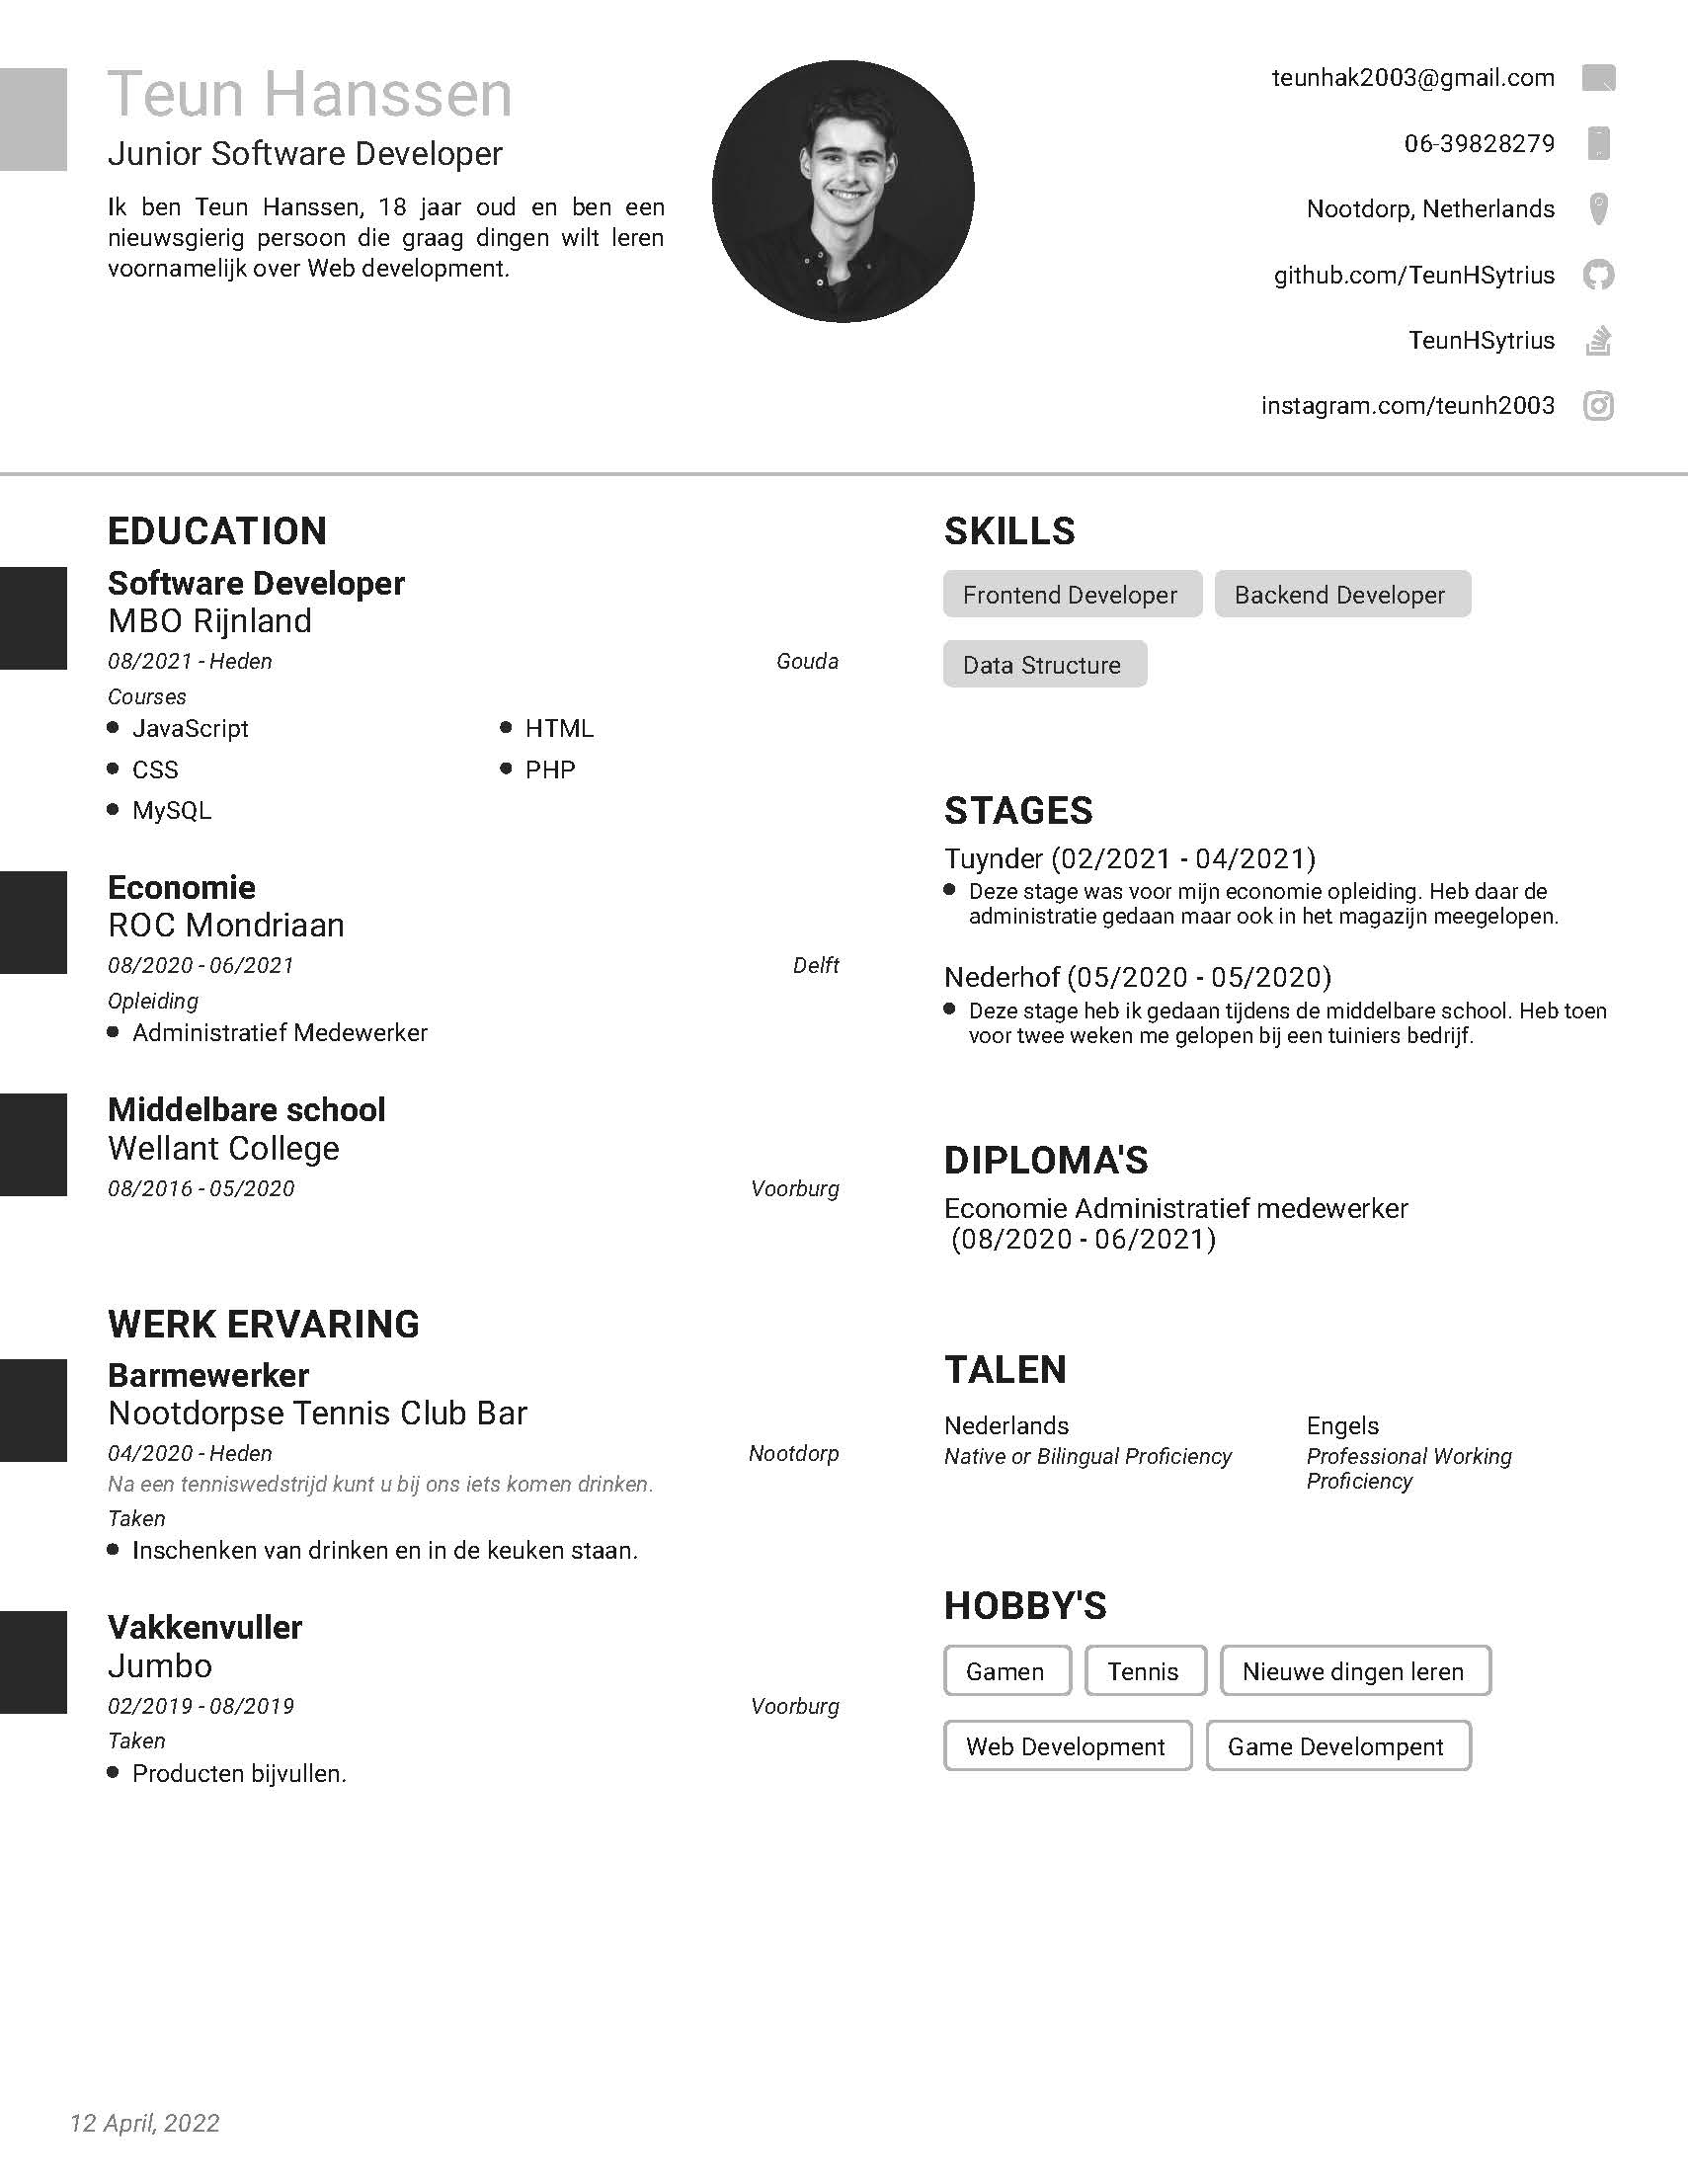 Teun Hanssen
Junior Software Developer
Ik ben Teun Hanssen, 18 jaar oud en ben een
nieuwsgierig persoon die graag dingen wilt leren
voornamelijk over Web development.
teunhak2003@gmail.com
06-39828279
Nootdorp, Netherlands
github.com/TeunHSytrius
TeunHSytrius
instagram.com/teunh2003
EDUCATION
Software Developer
MBO Rijnland
08/2021 - Heden
Gouda
Courses
JavaScript
HTML
CSS
PHP
MySQL
Economie
ROC Mondriaan
08/2020 - 06/2021
Delft
Opleiding
Administratief Medewerker
Middelbare school
Wellant College
08/2016 - 05/2020
Voorburg
WERK ERVARING
Barmewerker
Nootdorpse Tennis Club Bar
04/2020 - Heden
Nootdorp
Na een tenniswedstrijd kunt u bij ons iets komen drinken.
Taken
Inschenken van drinken en in de keuken staan.
Vakkenvuller
Jumbo
02/2019 - 08/2019
Voorburg
Taken
Producten bijvullen.
SKILLS
Frontend Developer
Backend Developer
Data Structure
STAGES
Tuynder (02/2021 - 04/2021)
Deze stage was voor mijn economie opleiding. Heb daar de
administratie gedaan maar ook in het magazijn meegelopen.
Nederhof (05/2020 - 05/2020)
Deze stage heb ik gedaan tijdens de middelbare school. Heb toen
voor twee weken me gelopen bij een tuiniers bedrijf.
DIPLOMA'S
Economie Administratief medewerker
(08/2020 - 06/2021)
TALEN
Nederlands
Native or Bilingual Proficiency
Engels
Professional Working
Proficiency
HOBBY'S
Gamen
Tennis
Nieuwe dingen leren
Web Development
Game Develompent
12 April, 2022